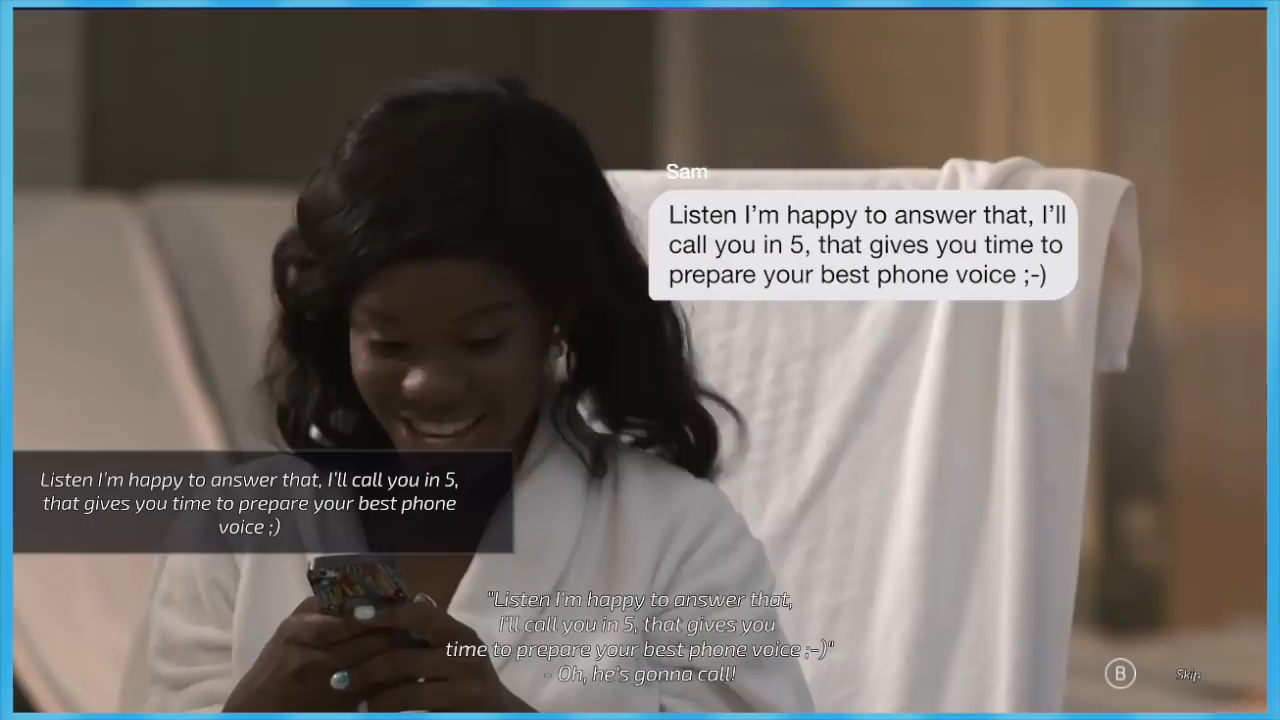 Sam
Listen I’m happy to answer that, I’ll
call you in 5, that gives you time to
prepare your best phone voice ;-)
Listen I'm happy to answer that, I'll call you in 5,
that gives you time to prepare your best phone
voice ;)
"Listen I'm happy to answer that,
I'll call you in 5, that gives you
time to prepare your best phone voice ;-)"
- Oh, he's gonna call!
B
Skip